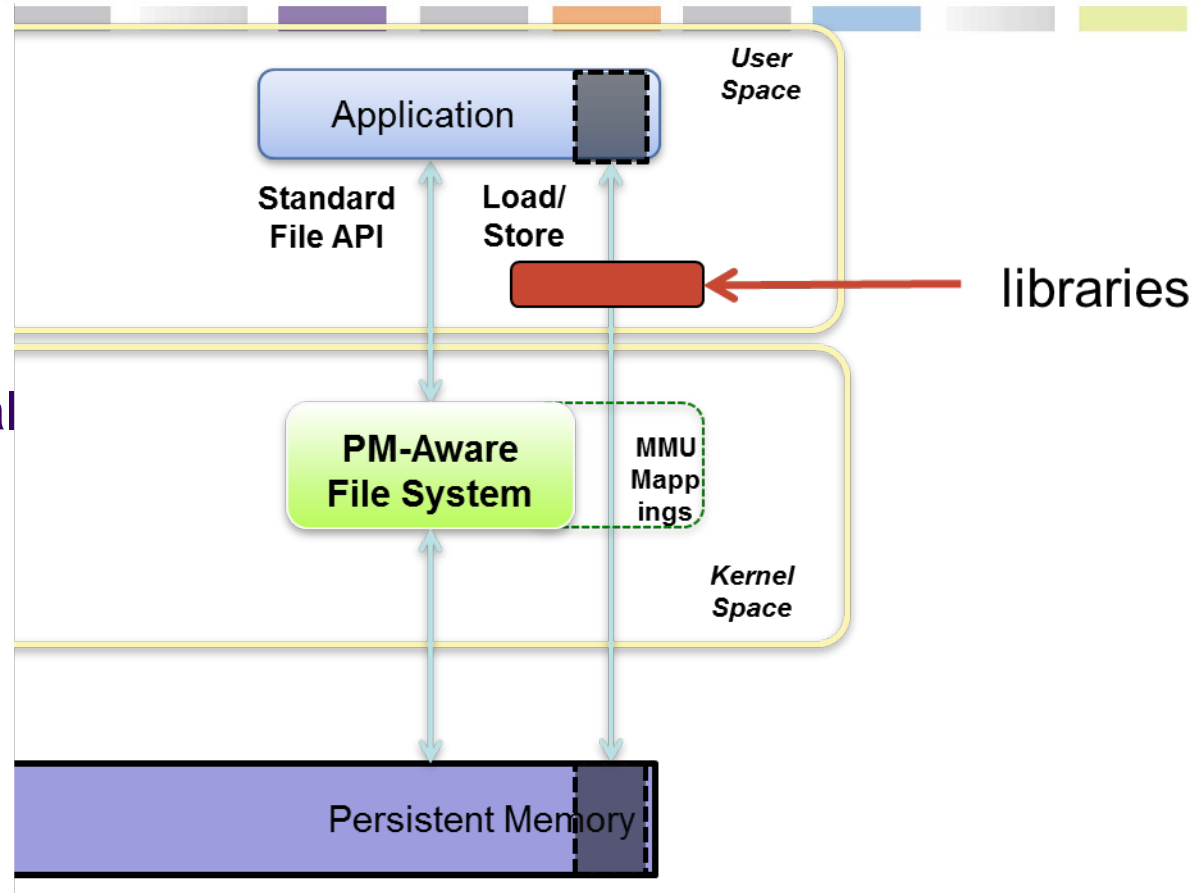 User
Space
Application
Standard
File API
Load/
Store
libraries
al
PM-Aware
File System
MMU
Mapp
ings
Kernel
Space
Persistent Memory